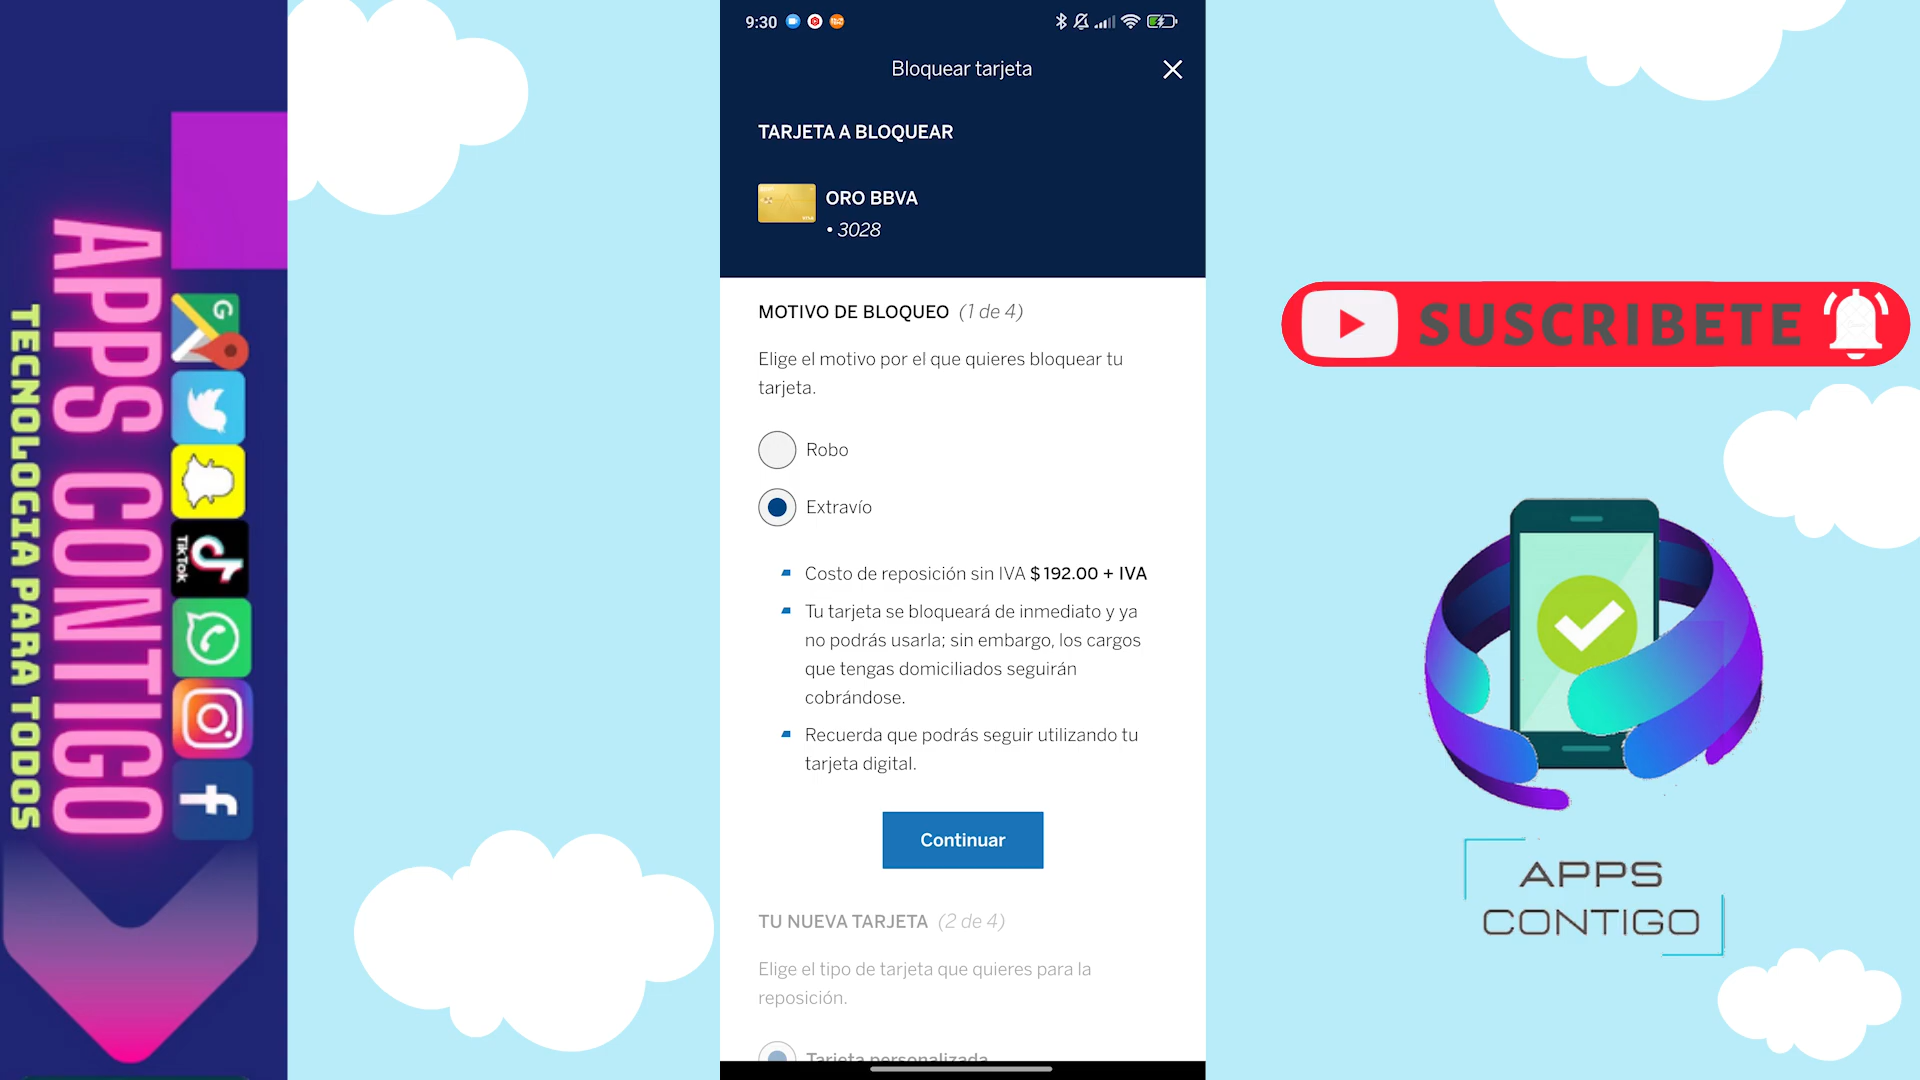 APPS CONTIGO
TECNOLOGIA PARA TODOS
G
TikTok
9:30
Bloquear tarjeta
TARJETA A BLOQUEAR
ORO BBVA
• 3028
MOTIVO DE BLOQUEO (1 de 4)
Elige el motivo por el que quieres bloquear tu
tarjeta.
Robo
Extravío
Costo de reposición sin IVA $192.00 + IVA
Tu tarjeta se bloqueará de inmediato y ya
no podrás usarla; sin embargo, los cargos
que tengas domiciliados seguirán
cobrándose.
Recuerda que podrás seguir utilizando tu
tarjeta digital.
Continuar
TU NUEVA TARJETA (2 de 4)
Elige el tipo de tarjeta que quieres para la
reposición.
Tarjeta personalizada
SUSCRIBETE
APPS
CONTIGO